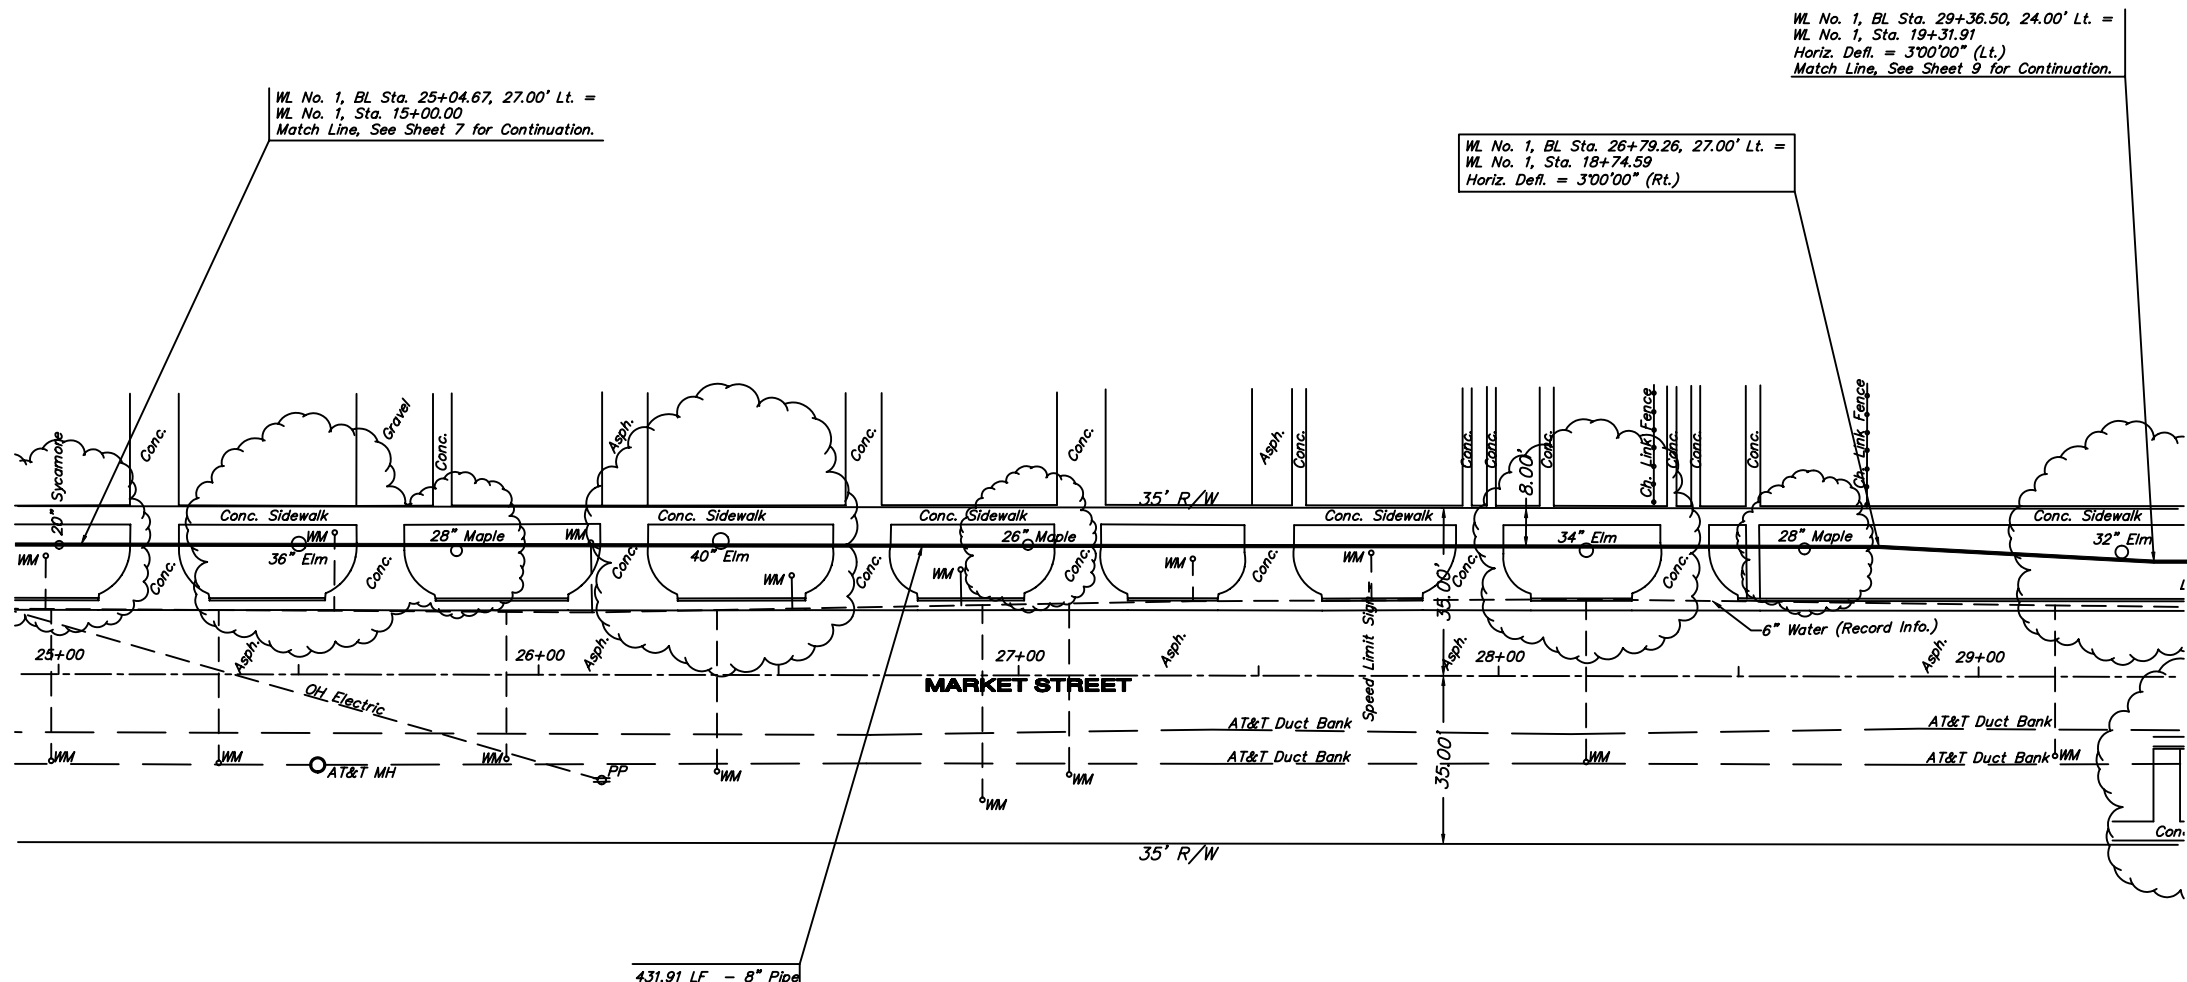 WL No. 1, BL Sta. 29+36.50, 24.00' Lt. =
WL No. 1, Sta. 19+31.91
Horiz. Defl. = 3°00'00" (Lt.)
Match Line, See Sheet 9 for Continuation.
WL No. 1, BL Sta. 25+04.67, 27.00' Lt. =
WL No. 1, Sta. 15+00.00
Match Line, See Sheet 7 for Continuation.
WL No. 1, BL Sta. 26+79.26, 27.00' Lt. =
WL No. 1, Sta. 18+74.59
Horiz. Defl. = 3°00'00" (Rt.)
20" Sycamore
Conc.
Gravel
Conc.
Asph.
Conc.
Conc.
Asph.
Conc.
Conc.
Conc.
Conc.
Ch. Link Fence
Conc.
Conc.
Conc.
Ch. Link Fence
8.00'
35' R/W
Conc. Sidewalk
Conc. Sidewalk
Conc. Sidewalk
Conc. Sidewalk
Conc. Sidewalk
WM
28" Maple
WM
26" Maple
34" Elm
28" Maple
32" Elm
WM
36" Elm
40" Elm
WM
WM
WM
WM
Conc.
Conc.
Conc.
Conc.
Conc.
Conc.
Conc.
Conc.
L
35.00'
Speed Limit Sign
6" Water (Record Info.)
25+00
Asph.
26+00
Asph.
27+00
Asph.
Asph.
28+00
Asph.
29+00
MARKET STREET
OH Electric
AT&T Duct Bank
AT&T Duct Bank
WM
WM
AT&T MH
WM
PP
WM
WM
WM
AT&T Duct Bank
35.00'
WM
AT&T Duct Bank
WM
Con
35' R/W
431.91 LF - 8" Pipe